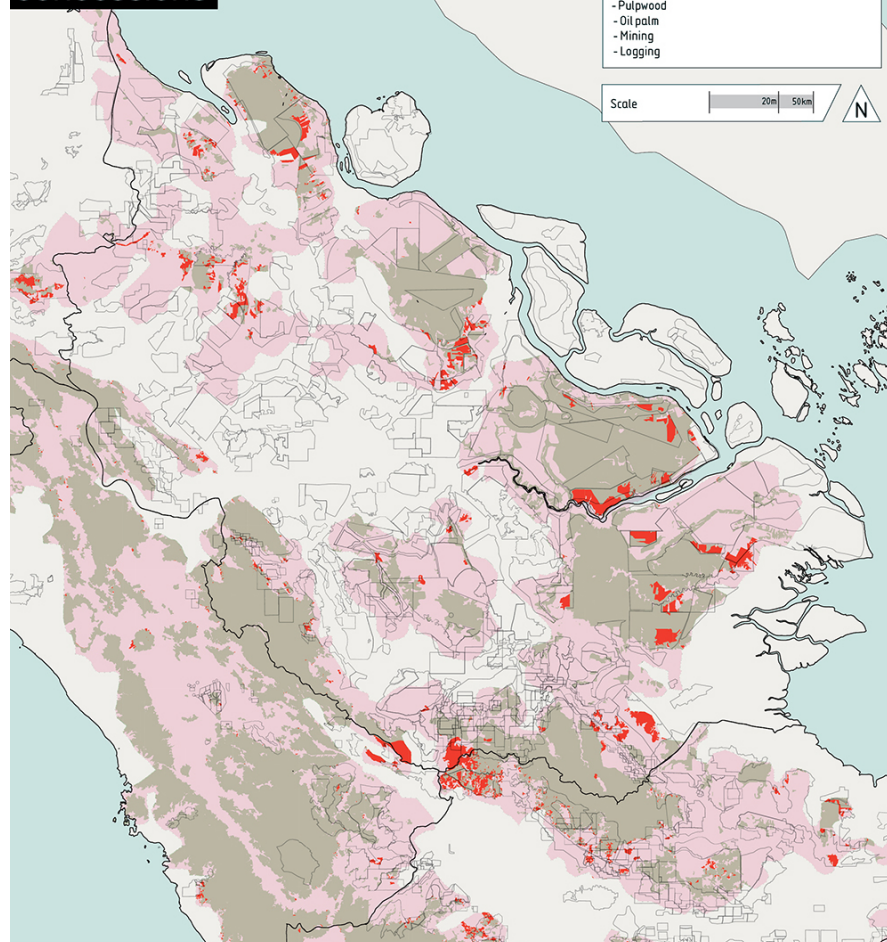 - Pulpwood
- Oil palm
- Mining
- Logging
Scale
20m
50km
N